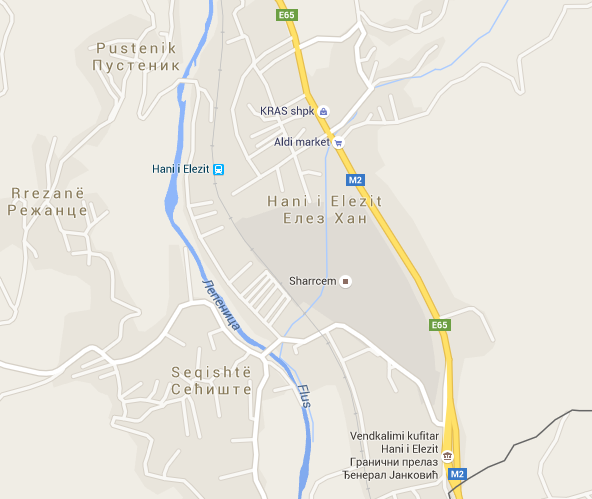 E65
Pustenik
Пустеник
KRAS shpk
Aldi market
Hani i Elezit
M2
Rrezanë
Режанце
Hani i Elezit
Елез Хан
Sharrcem
Лепеница
E65
Seqishtë
Сећиште
Flus
Vendkalimi kufitar
Hani i Elezit
Гранични прелаз
Ђенерал Јанковић
M2